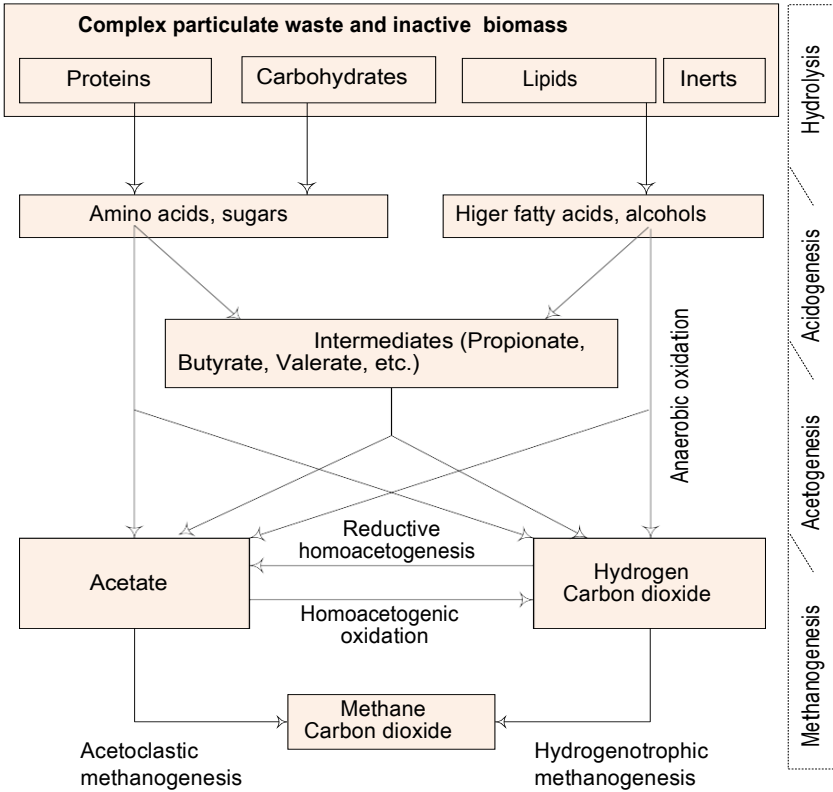 Complex particulate waste and inactive biomass
Proteins
Carbohydrates
Lipids
Inerts
Hydrolysis
Amino acids, sugars
Higer fatty acids, alcohols
Acidogenesis
Intermediates (Propionate,
Butyrate, Valerate, etc.)
Anaerobic oxidation
Acetogenesis
Acetate
Reductive
homoacetogenesis
Homoacetogenic
oxidation
Hydrogen
Carbon dioxide
Methanogenesis
Methane
Carbon dioxide
Acetoclastic
methanogenesis
Hydrogenotrophic
methanogenesis